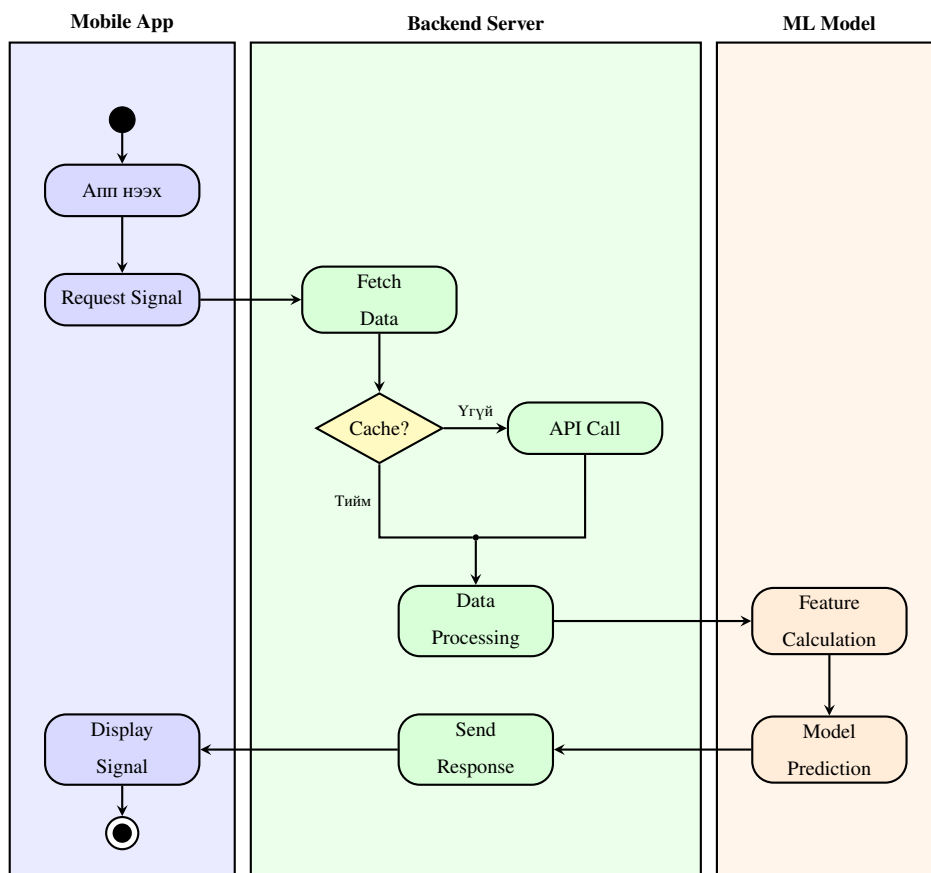 Mobile App
Backend Server
ML Model
Апп нээх
Request Signal
Fetch
Data
Cache?
Үгүй
API Call
Тийм
Data
Processing
Feature
Calculation
Display
Signal
Send
Response
Model
Prediction